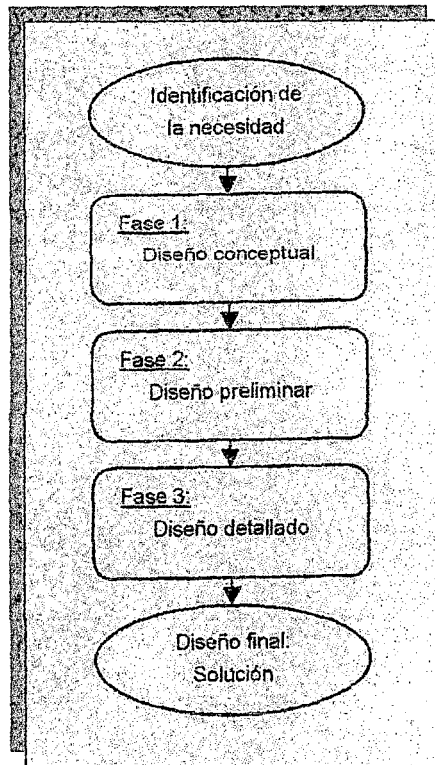 Identificación de
la necesidad
Fase 1:
Diseño conceptual
Fase 2:
Diseño preliminar
Fase 3:
Diseño detallado
Diseño final:
Solución